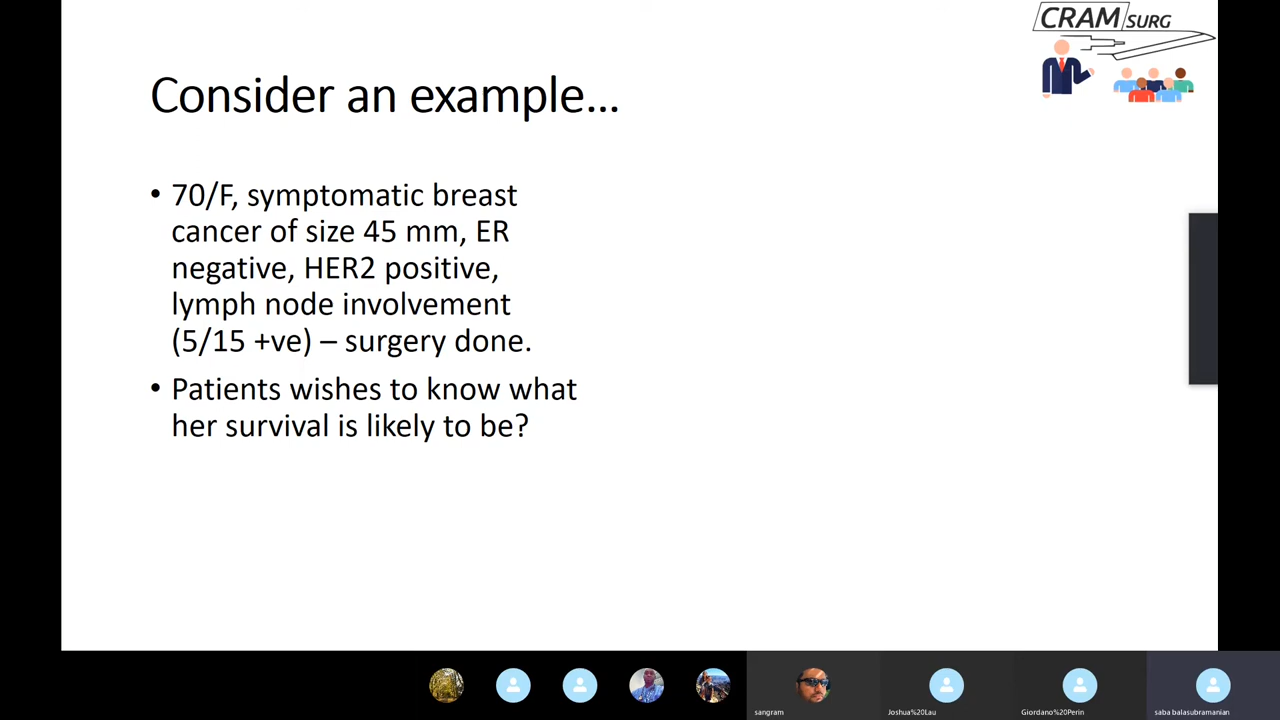 CRAM SURG
Consider an example...
• 70/F, symptomatic breast
cancer of size 45 mm, ER
negative, HER2 positive,
lymph node involvement
(5/15 +ve) – surgery done.
• Patients wishes to know what
her survival is likely to be?
sangram
Joshua%20Lau
Giordano%20Perin
saba balasubramanian